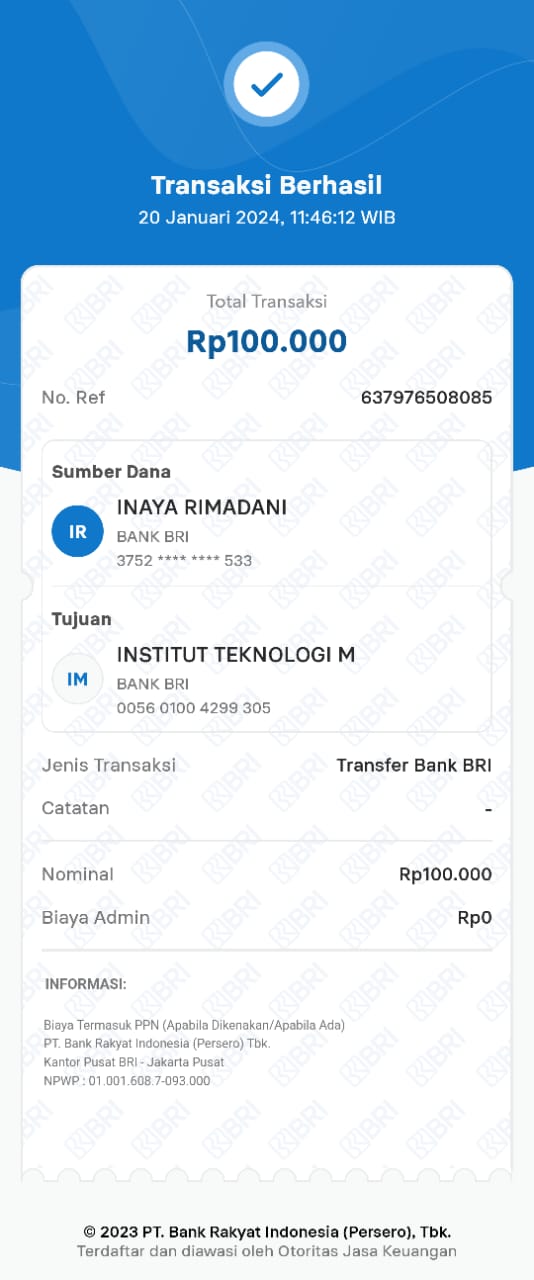 Transaksi Berhasil
20 Januari 2024, 11:46:12 WIB
Total Transaksi
Rp100.000
No. Ref 637976508085
Sumber Dana
IR
INAYA RIMADANI
BANK BRI
3752 **** **** 533
Tujuan
IM
INSTITUT TEKNOLOGI M
BANK BRI
0056 0100 4299 305
Jenis Transaksi Transfer Bank BRI
Catatan -
Nominal Rp100.000
Biaya Admin Rp0
INFORMASI:
Biaya Termasuk PPN (Apabila Dikenakan/Apabila Ada)
PT. Bank Rakyat Indonesia (Persero) Tbk.
Kantor Pusat BRI - Jakarta Pusat
NPWP : 01.001.608.7-093.000
© 2023 PT. Bank Rakyat Indonesia (Persero), Tbk.
Terdaftar dan diawasi oleh Otoritas Jasa Keuangan